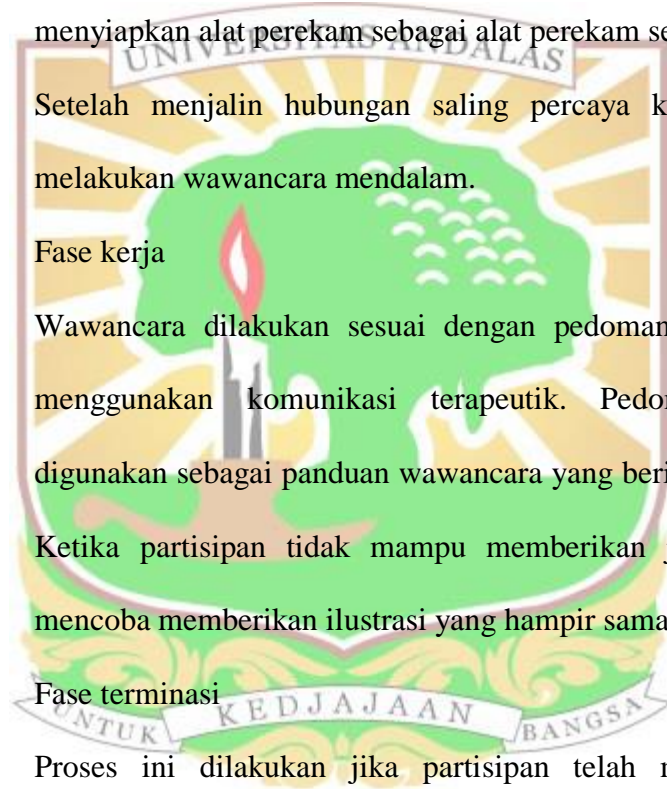 menyiapkan alat perekam sebagai alat perekam se
UNIVERSITAS ANDALAS
Setelah menjalin hubungan saling percaya k
melakukan wawancara mendalam.
Fase kerja
Wawancara dilakukan sesuai dengan pedoman
menggunakan komunikasi terapeutik. Pedo
digunakan sebagai panduan wawancara yang beri
Ketika partisipan tidak mampu memberikan j
mencoba memberikan ilustrasi yang hampir sama
Fase terminasi
UNTUK KEDJAJAAN BANGSA
Proses ini dilakukan jika partisipan telah